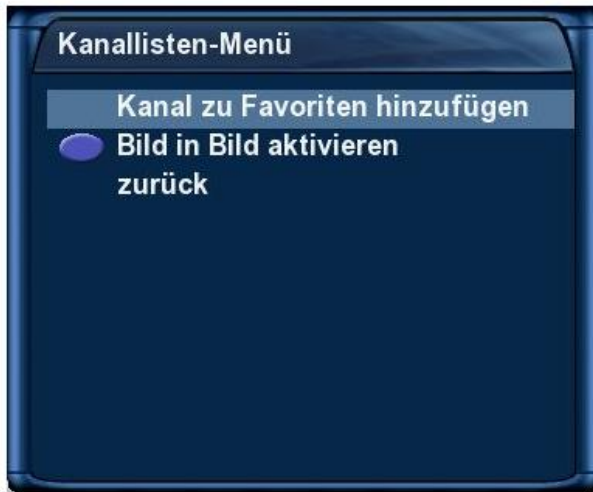 Kanallisten-Menü
Kanal zu Favoriten hinzufügen
Bild in Bild aktivieren
zurück